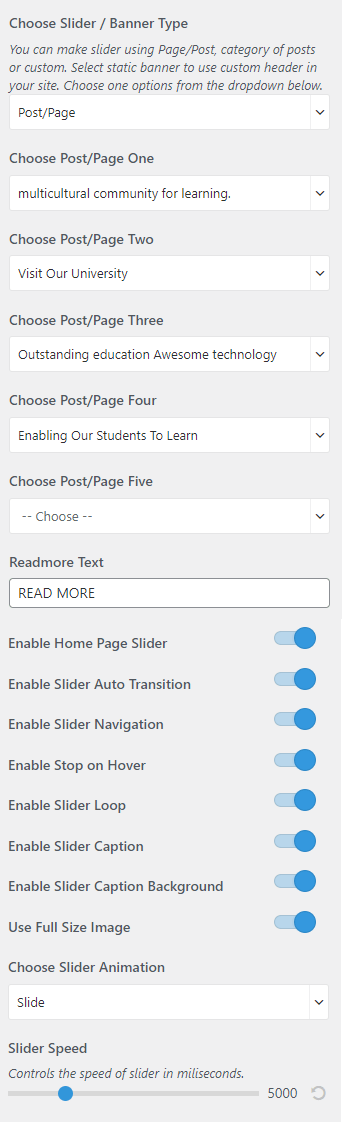 Choose Slider / Banner Type
You can make slider using Page/Post, category of posts
or custom. Select static banner to use custom header in
your site. Choose one options from the dropdown below.
Post/Page
Choose Post/Page One
multicultural community for learning.
Choose Post/Page Two
Visit Our University
Choose Post/Page Three
Outstanding education Awesome technology
Choose Post/Page Four
Enabling Our Students To Learn
Choose Post/Page Five
-- Choose --
Readmore Text
READ MORE
Enable Home Page Slider
Enable Slider Auto Transition
Enable Slider Navigation
Enable Stop on Hover
Enable Slider Loop
Enable Slider Caption
Enable Slider Caption Background
Use Full Size Image
Choose Slider Animation
Slide
Slider Speed
Controls the speed of slider in miliseconds.
5000